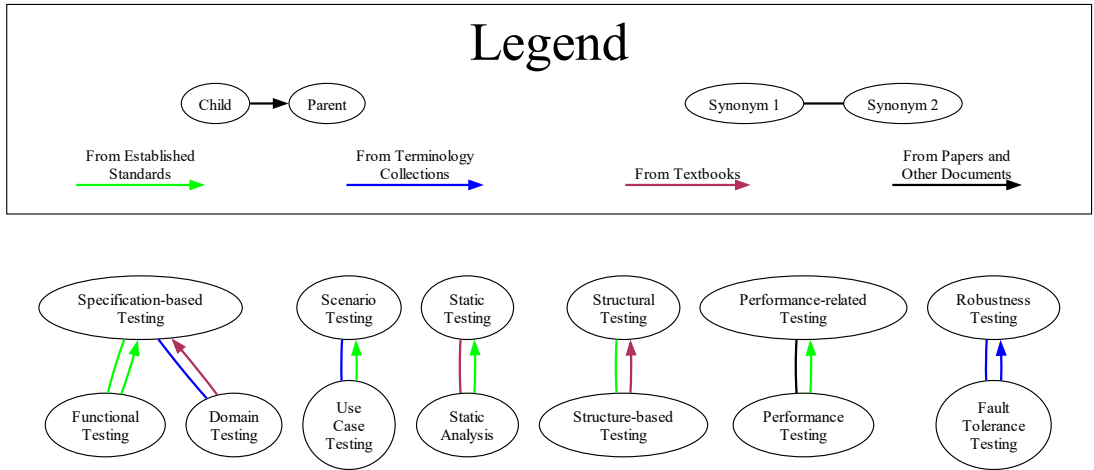 Legend
Child
Parent
Synonym 1
Synonym 2
From Established
Standards
From Terminology
Collections
From Textbooks
From Papers and
Other Documents
Specification-based
Testing
Scenario
Testing
Static
Testing
Structural
Testing
Performance-related
Testing
Robustness
Testing
Functional
Testing
Domain
Testing
Use
Case
Testing
Static
Analysis
Structure-based
Testing
Performance
Testing
Fault
Tolerance
Testing